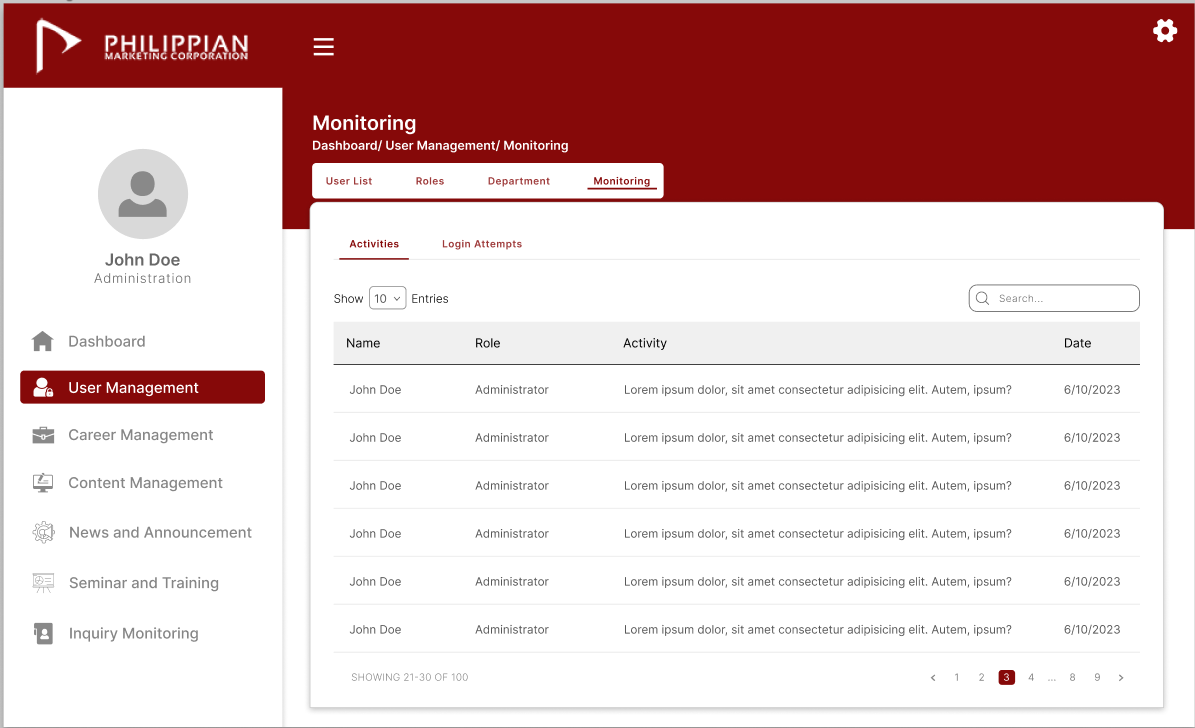 PHILIPPIAN
MARKETING CORPORATION
John Doe
Administration
Dashboard
User Management
Career Management
Content Management
News and Announcement
Seminar and Training
Inquiry Monitoring
Monitoring
Dashboard/ User Management/ Monitoring
User List Roles Department Monitoring
Activities Login Attempts
Show 10 Entries Search...
Name Role Activity Date
John Doe Administrator Lorem ipsum dolor, sit amet consectetur adipisicing elit. Autem, ipsum? 6/10/2023
John Doe Administrator Lorem ipsum dolor, sit amet consectetur adipisicing elit. Autem, ipsum? 6/10/2023
John Doe Administrator Lorem ipsum dolor, sit amet consectetur adipisicing elit. Autem, ipsum? 6/10/2023
John Doe Administrator Lorem ipsum dolor, sit amet consectetur adipisicing elit. Autem, ipsum? 6/10/2023
John Doe Administrator Lorem ipsum dolor, sit amet consectetur adipisicing elit. Autem, ipsum? 6/10/2023
John Doe Administrator Lorem ipsum dolor, sit amet consectetur adipisicing elit. Autem, ipsum? 6/10/2023
SHOWING 21-30 OF 100 < 1 2 3 4 ... 8 9 >